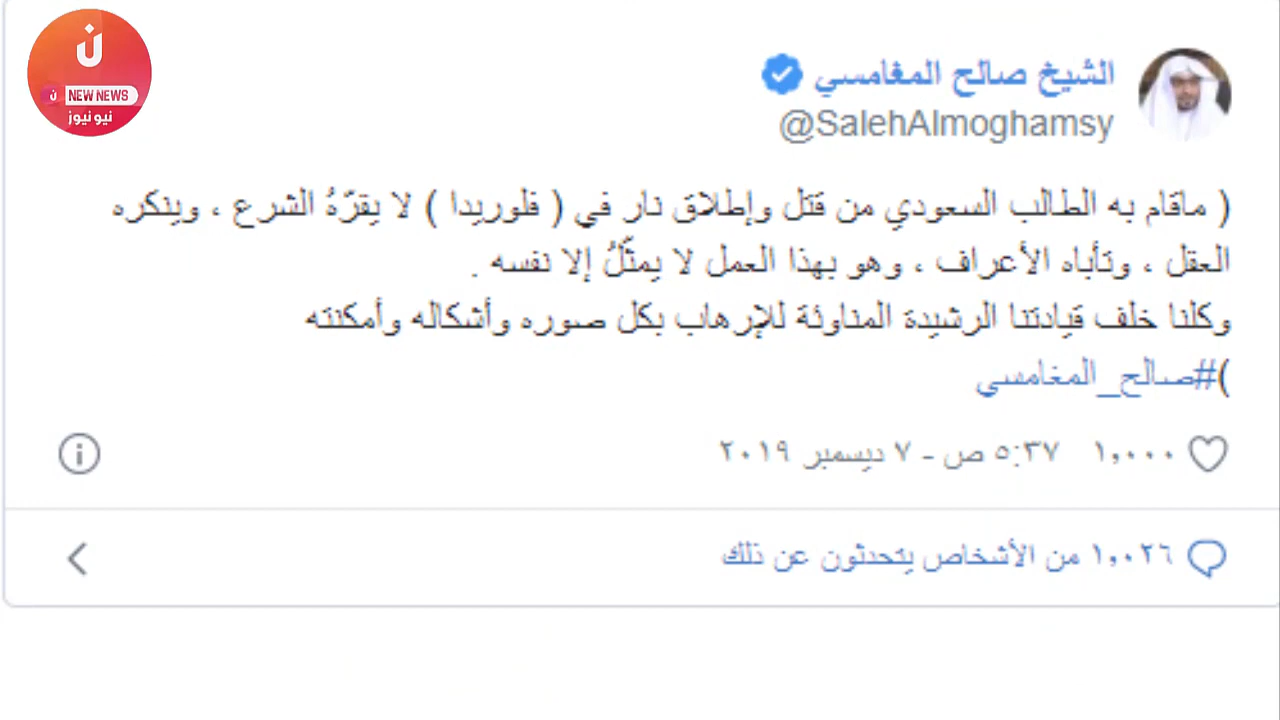 ن
ن NEW NEWS
نيو نيوز
الشيخ صالح المغامسي
@SalehAlmoghamsy
( ماقام به الطالب السعودي من قتل وإطلاق نار في ( فلوريدا ) لا يقرّهُ الشرع ، وينكره
العقل ، وتأباه الأعراف ، وهو بهذا العمل لا يمثّلُ إلا نفسه .
وكلنا خلف قيادتنا الرشيدة المناوئة للإرهاب بكل صوره وأشكاله وأمكنته
)#صالح_المغامسي
١,٠٠٠ ٥:٣٧ ص - ٧ ديسمبر ٢٠١٩
١,٠٢٦ من الأشخاص يتحدثون عن ذلك